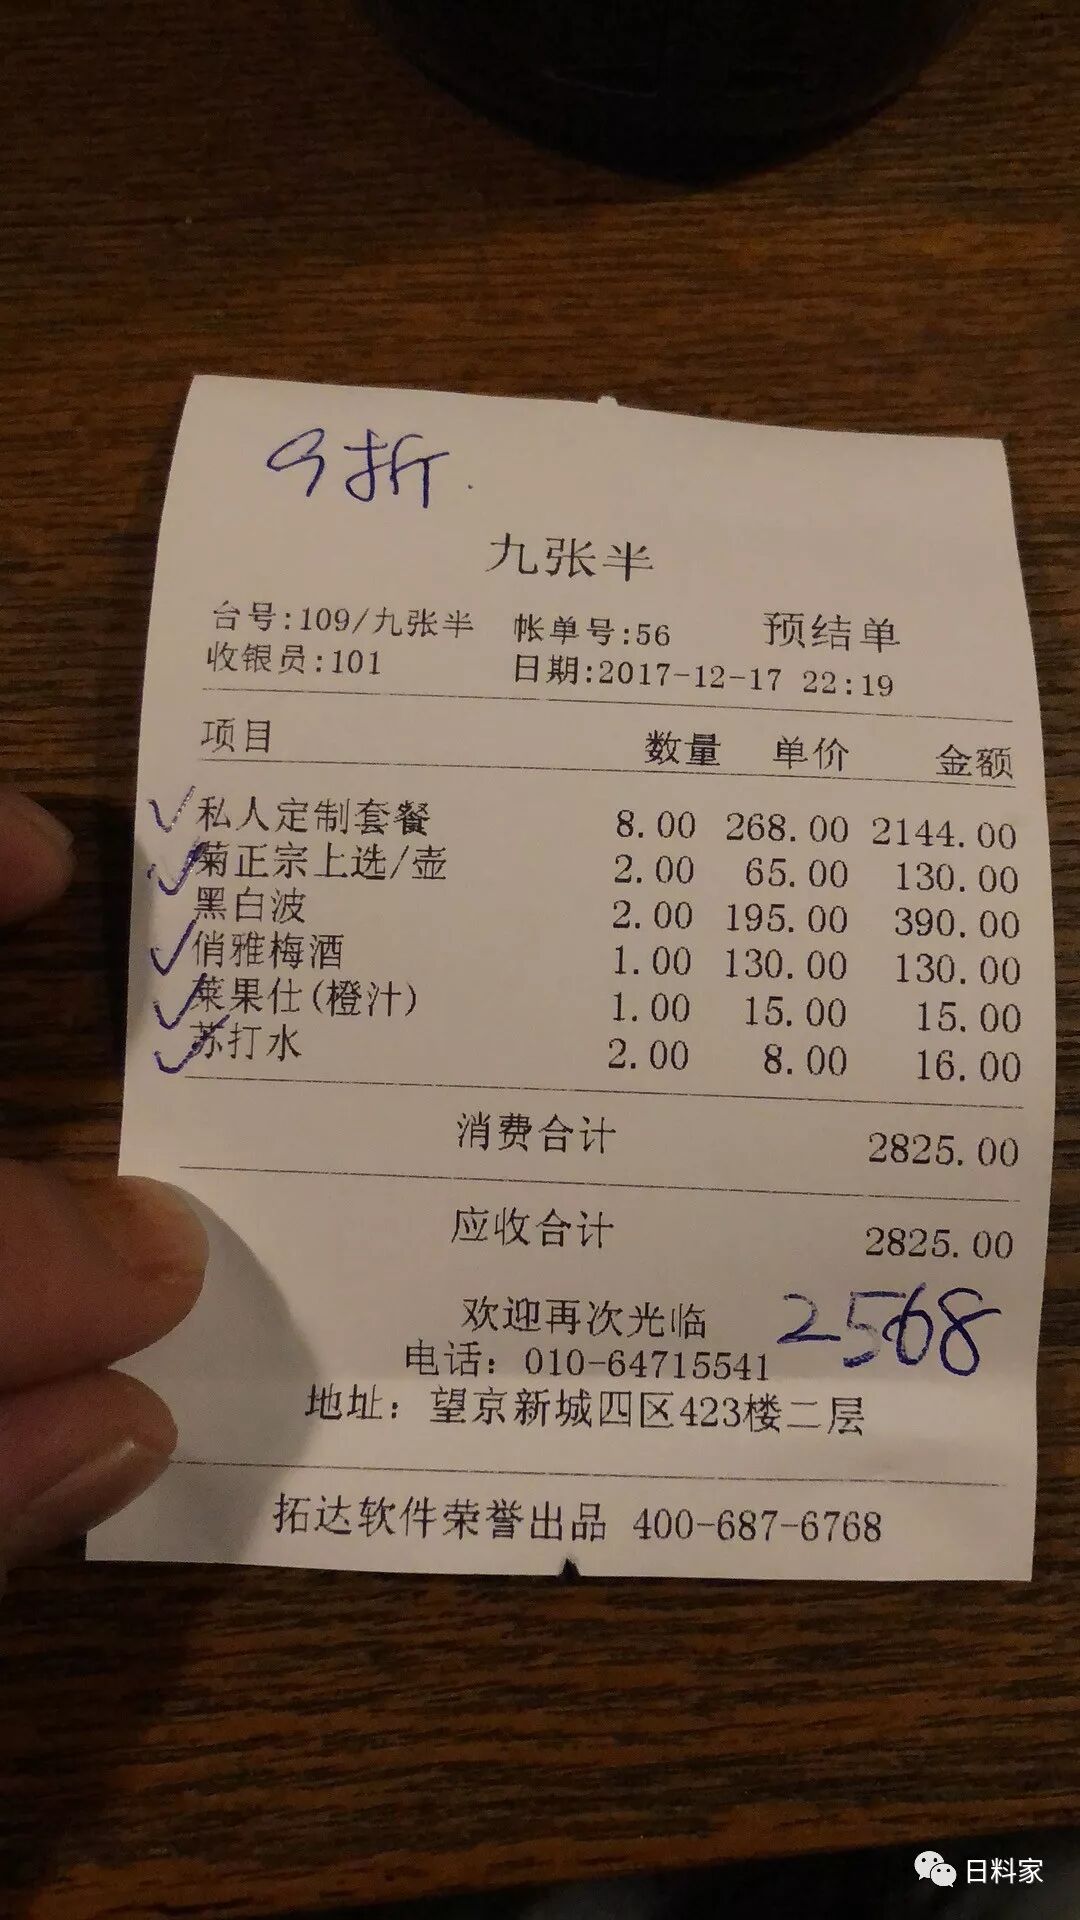 9折.
九张半
台号:109/九张半 帐单号:56 预结单
收银员:101 日期:2017-12-17 22:19
项目 数量 单价 金额
私人定制套餐 8.00 268.00 2144.00
菊正宗上选/壶 2.00 65.00 130.00
黑白波 2.00 195.00 390.00
俏雅梅酒 1.00 130.00 130.00
莱果仕(橙汁) 1.00 15.00 15.00
苏打水 2.00 8.00 16.00
消费合计 2825.00
应收合计 2825.00
2568
欢迎再次光临
电话: 010-64715541
地址: 望京新城四区423楼二层
拓达软件荣誉出品 400-687-6768
日料家